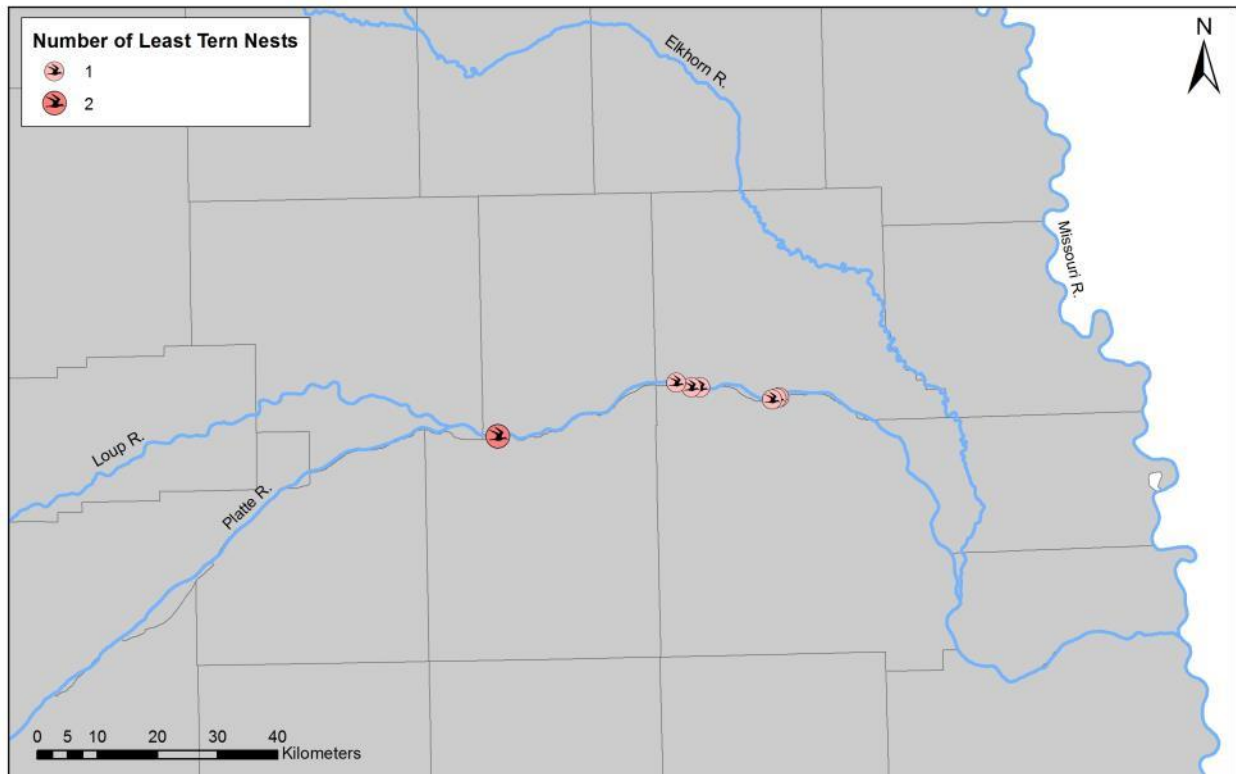 Number of Least Tern Nests
1
2
N
Elkhorn R.
Missouri R.
Loup R.
Platte R.
0 5 10 20 30 40
Kilometers